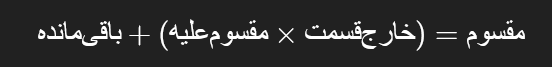 مقسوم = (خارج‌قسمت × مقسوم‌علیه) + باقی‌مانده